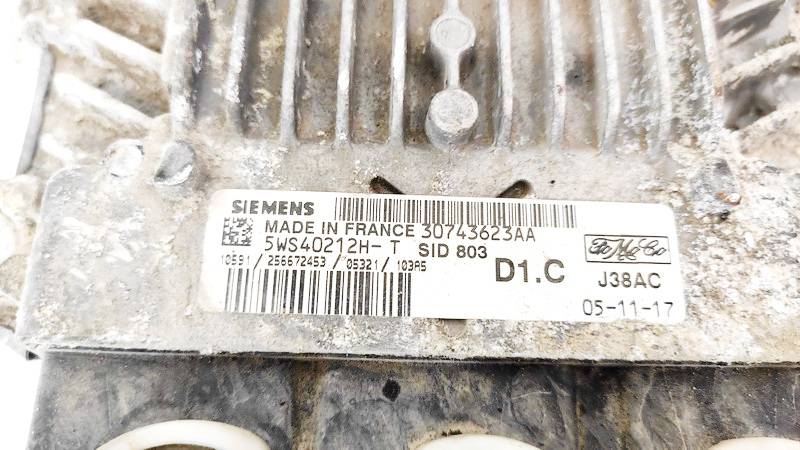 SIEMENS
MADE IN FRANCE 30743623AA
5WS40212H-T SID 803
10591/256672453/05321/103A5
D1.C
FoMoCo
J38AC
05-11-17